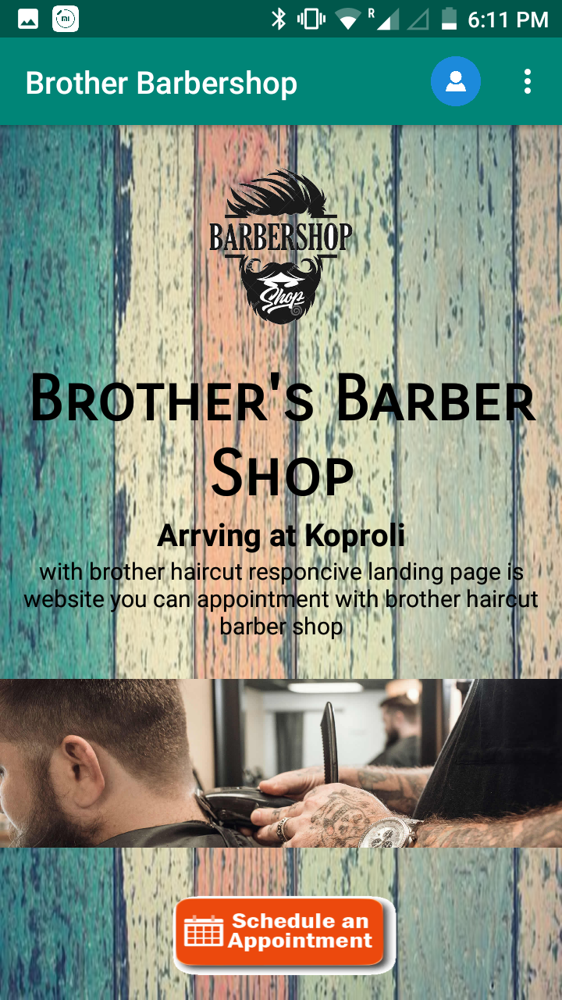 6:11 PM
Brother Barbershop
BARBERSHOP
Shop
BROTHER'S BARBER
SHOP
Arrving at Koproli
with brother haircut responcive landing page is
website you can appointment with brother haircut
barber shop
Schedule an
Appointment